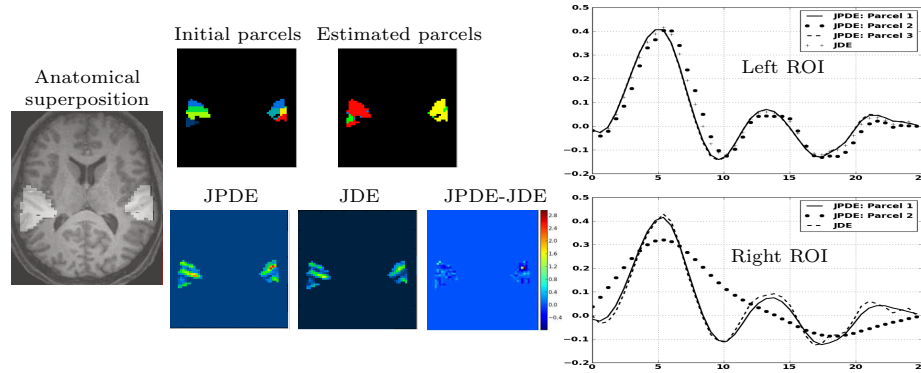 Initial parcels
Estimated parcels
Anatomical
superposition
JPDE
JDE
JPDE-JDE
2.8
2.4
2.0
1.6
1.2
0.8
0.4
0.0
−0.4
JPDE: Parcel 1
JPDE: Parcel 2
JPDE: Parcel 3
JDE
Left ROI
0.5
0.4
0.3
0.2
0.1
0.0
−0.1
−0.2
0 5 10 15 20 25
JPDE: Parcel 1
JPDE: Parcel 2
JDE
Right ROI
0.5
0.4
0.3
0.2
0.1
0.0
−0.1
−0.2
0 5 10 15 20 25